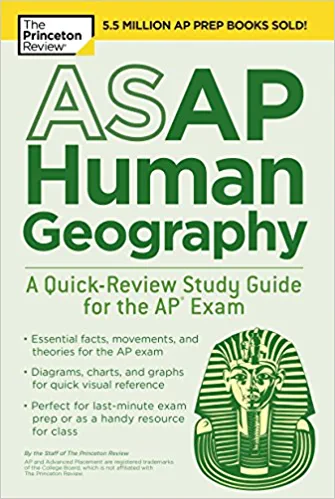 The
Princeton
Review®
5.5 MILLION AP PREP BOOKS SOLD!
ASAP
Human
Geography
A Quick-Review Study Guide
for the AP® Exam
• Essential facts, movements, and
theories for the AP exam
• Diagrams, charts, and graphs
for quick visual reference
• Perfect for last-minute exam
prep or as a handy resource
for class
By the Staff of The Princeton Review
AP and Advanced Placement are registered trademarks
of the College Board, which is not affiliated with
The Princeton Review.